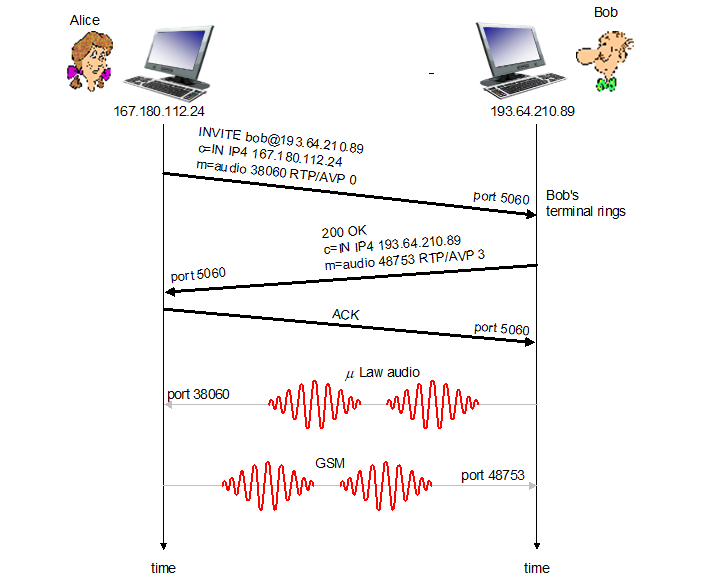 Alice
Bob
167.180.112.24
193.64.210.89
INVITE bob@193.64.210.89
c=IN IP4 167.180.112.24
m=audio 38060 RTP/AVP 0
port 5060
Bob's
terminal rings
200 OK
c=IN IP4 193.64.210.89
m=audio 48753 RTP/AVP 3
port 5060
ACK
port 5060
μ Law audio
port 38060
GSM
port 48753
time
time